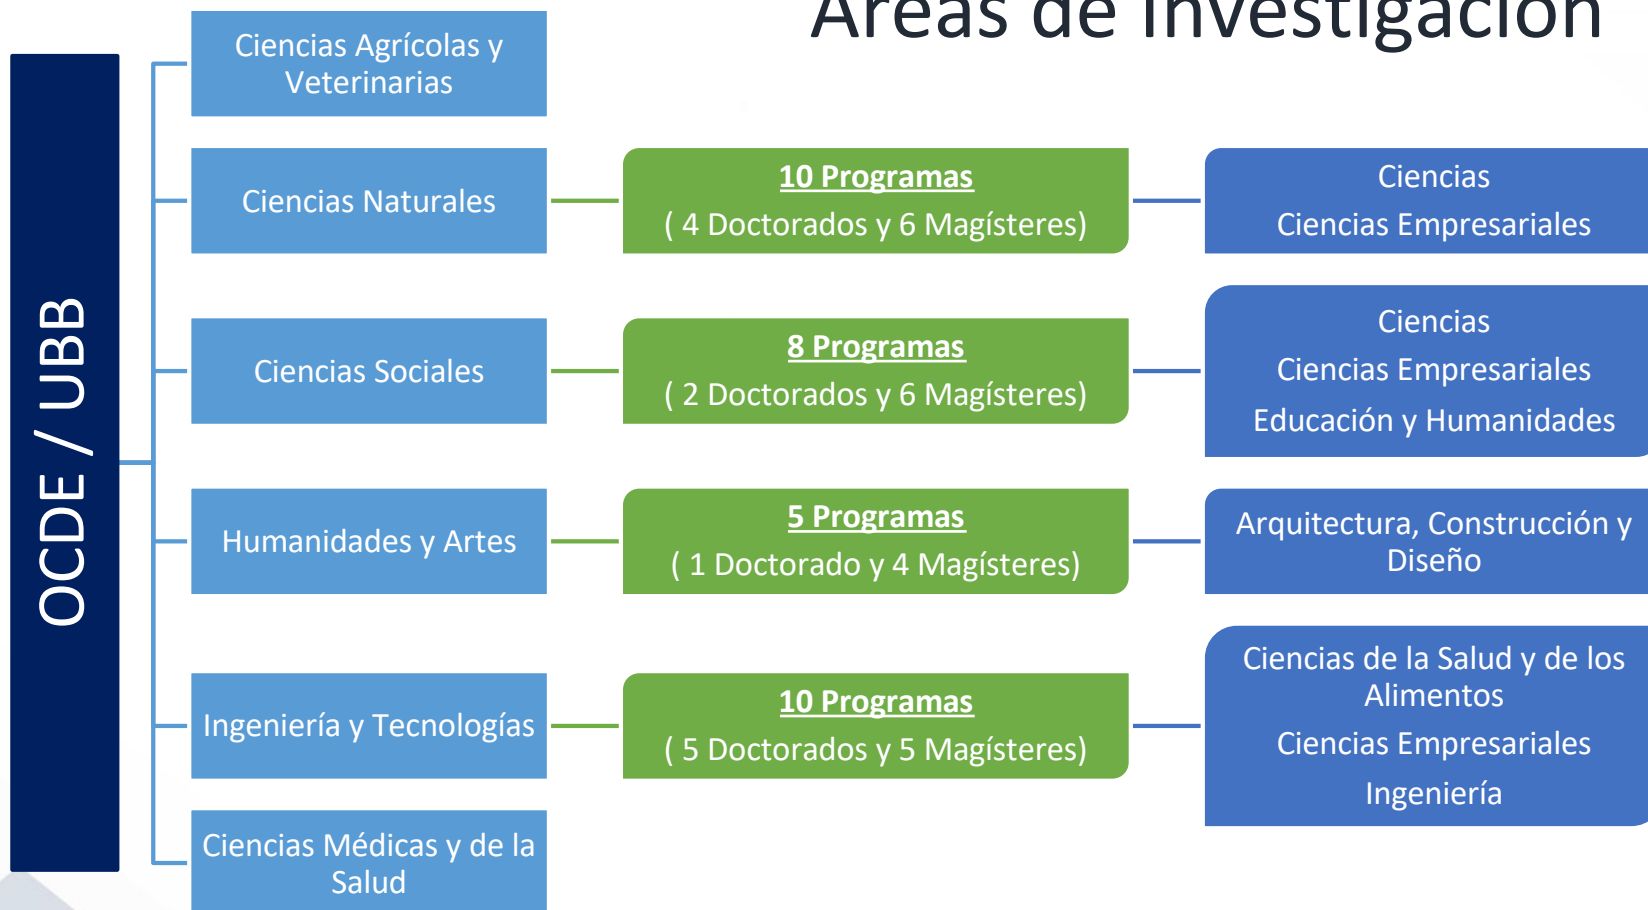 Áreas de Investigación
OCDE / UBB
Ciencias Agrícolas y
Veterinarias
Ciencias Naturales
10 Programas
( 4 Doctorados y 6 Magísteres)
Ciencias
Ciencias Empresariales
Ciencias Sociales
8 Programas
( 2 Doctorados y 6 Magísteres)
Ciencias
Ciencias Empresariales
Educación y Humanidades
Humanidades y Artes
5 Programas
( 1 Doctorado y 4 Magísteres)
Arquitectura, Construcción y
Diseño
Ingeniería y Tecnologías
10 Programas
( 5 Doctorados y 5 Magísteres)
Ciencias de la Salud y de los
Alimentos
Ciencias Empresariales
Ingeniería
Ciencias Médicas y de la
Salud